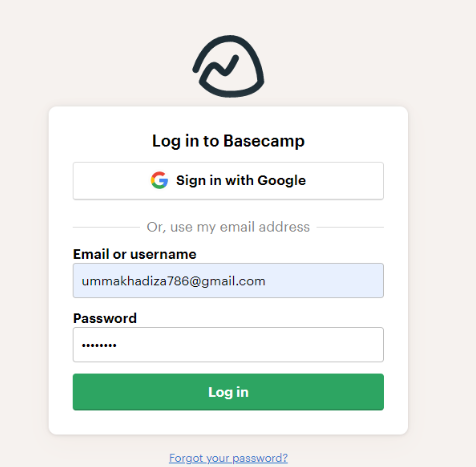 Log in to Basecamp
Sign in with Google
Or, use my email address
Email or username
ummakhadiza786@gmail.com
Password
••••••••
Log in
Forgot your password?